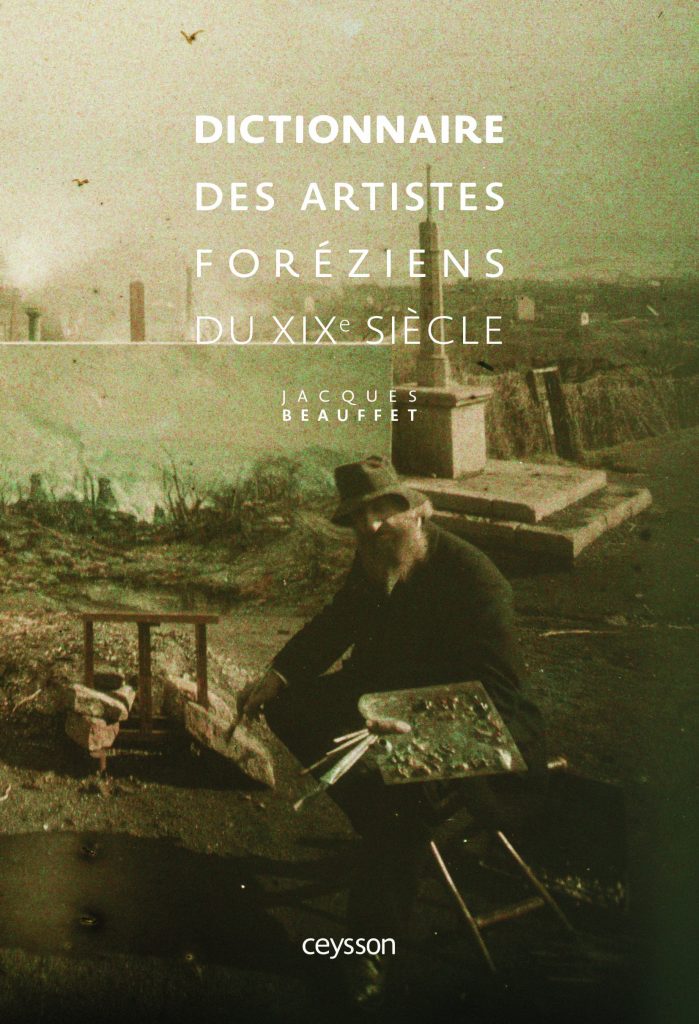 DICTIONNAIRE
DES ARTISTES
FORÉZIENS
DU XIXe SIÈCLE
JACQUES
BEAUFFET
ceysson